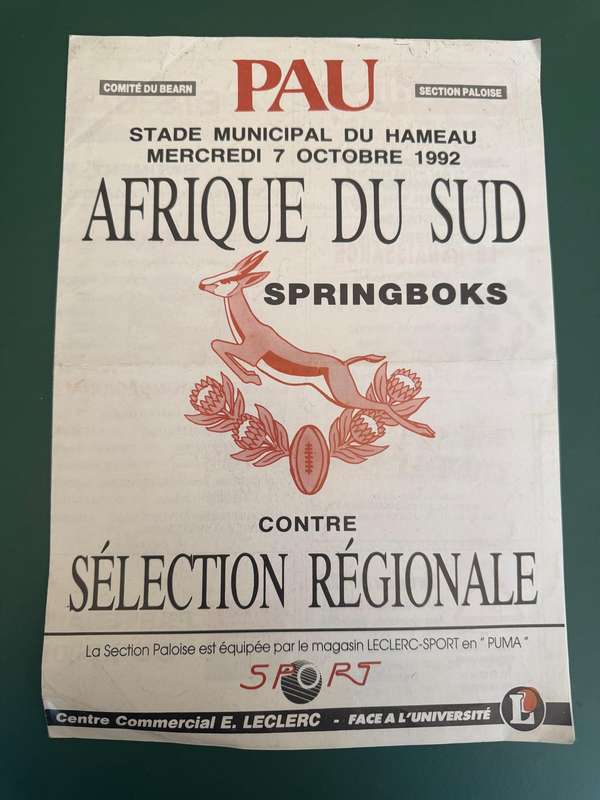 PAU
COMITÉ DU BEARN
SECTION PALOISE
STADE MUNICIPAL DU HAMEAU
MERCREDI 7 OCTOBRE 1992
AFRIQUE DU SUD
SPRINGBOKS
CONTRE
SÉLECTION RÉGIONALE
La Section Paloise est équipée par le magasin LECLERC-SPORT en " PUMA "
SPORT
Centre Commercial E. LECLERC - FACE A L'UNIVERSITÉ L